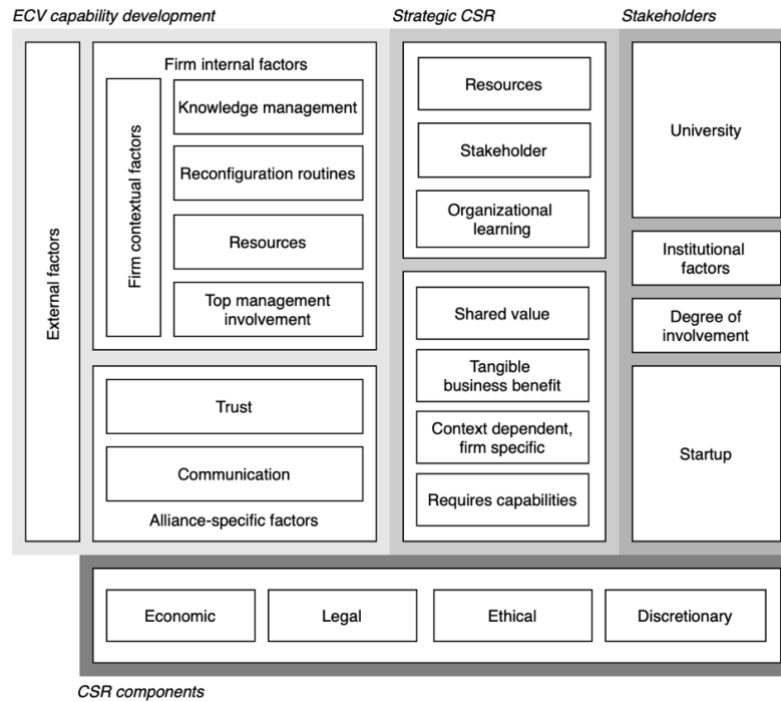 ECV capability development
Strategic CSR
Stakeholders
External factors
Firm internal factors
Firm contextual factors
Knowledge management
Reconfiguration routines
Resources
Top management
involvement
Trust
Communication
Alliance-specific factors
Resources
Stakeholder
Organizational
learning
Shared value
Tangible
business benefit
Context dependent,
firm specific
Requires capabilities
University
Institutional
factors
Degree of
involvement
Startup
Economic
Legal
Ethical
Discretionary
CSR components